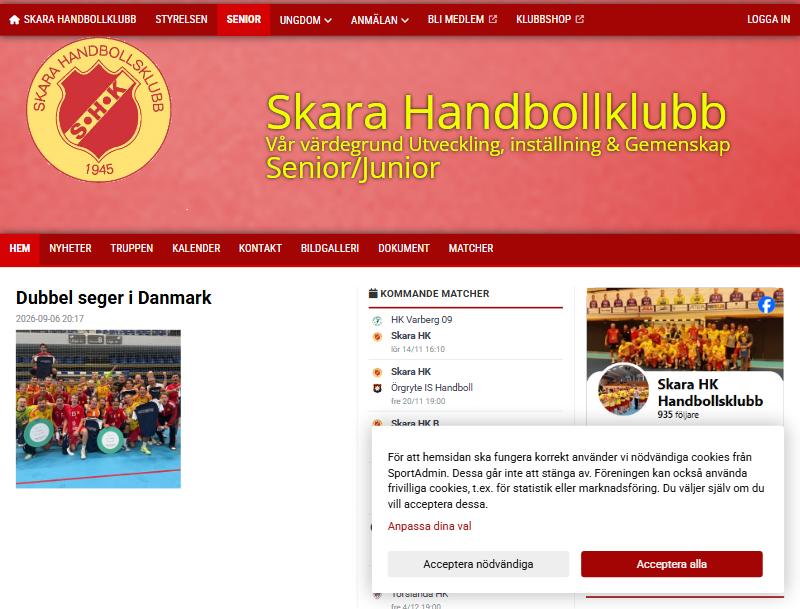 SKARA HANDBOLLKLUBB
STYRELSEN
SENIOR
UNGDOM
ANMÄLAN
BLI MEDLEM
KLUBBSHOP
LOGGA IN
SKARA HANDBOLLSKLUBB
S·H·K
1945
Skara Handbollklubb
Vår värdegrund Utveckling, inställning & Gemenskap
Senior/Junior
HEM
NYHETER
TRUPPEN
KALENDER
KONTAKT
BILDGALLERI
DOKUMENT
MATCHER
Dubbel seger i Danmark
2026-09-06 20:17
KOMMANDE MATCHER
HK Varberg 09
Skara HK
lör 14/11 16:10
Skara HK
Örgryte IS Handboll
fre 20/11 19:00
Skara HK B
Skara HK
Handbollsklubb
935 följare
För att hemsidan ska fungera korrekt använder vi nödvändiga cookies från
SportAdmin. Dessa går inte att stänga av. Föreningen kan också använda
frivilliga cookies, t.ex. för statistik eller marknadsföring. Du väljer själv om du
vill acceptera dessa.
Anpassa dina val
Acceptera nödvändiga
Acceptera alla
Torslanda HK
fre 4/12 19:00